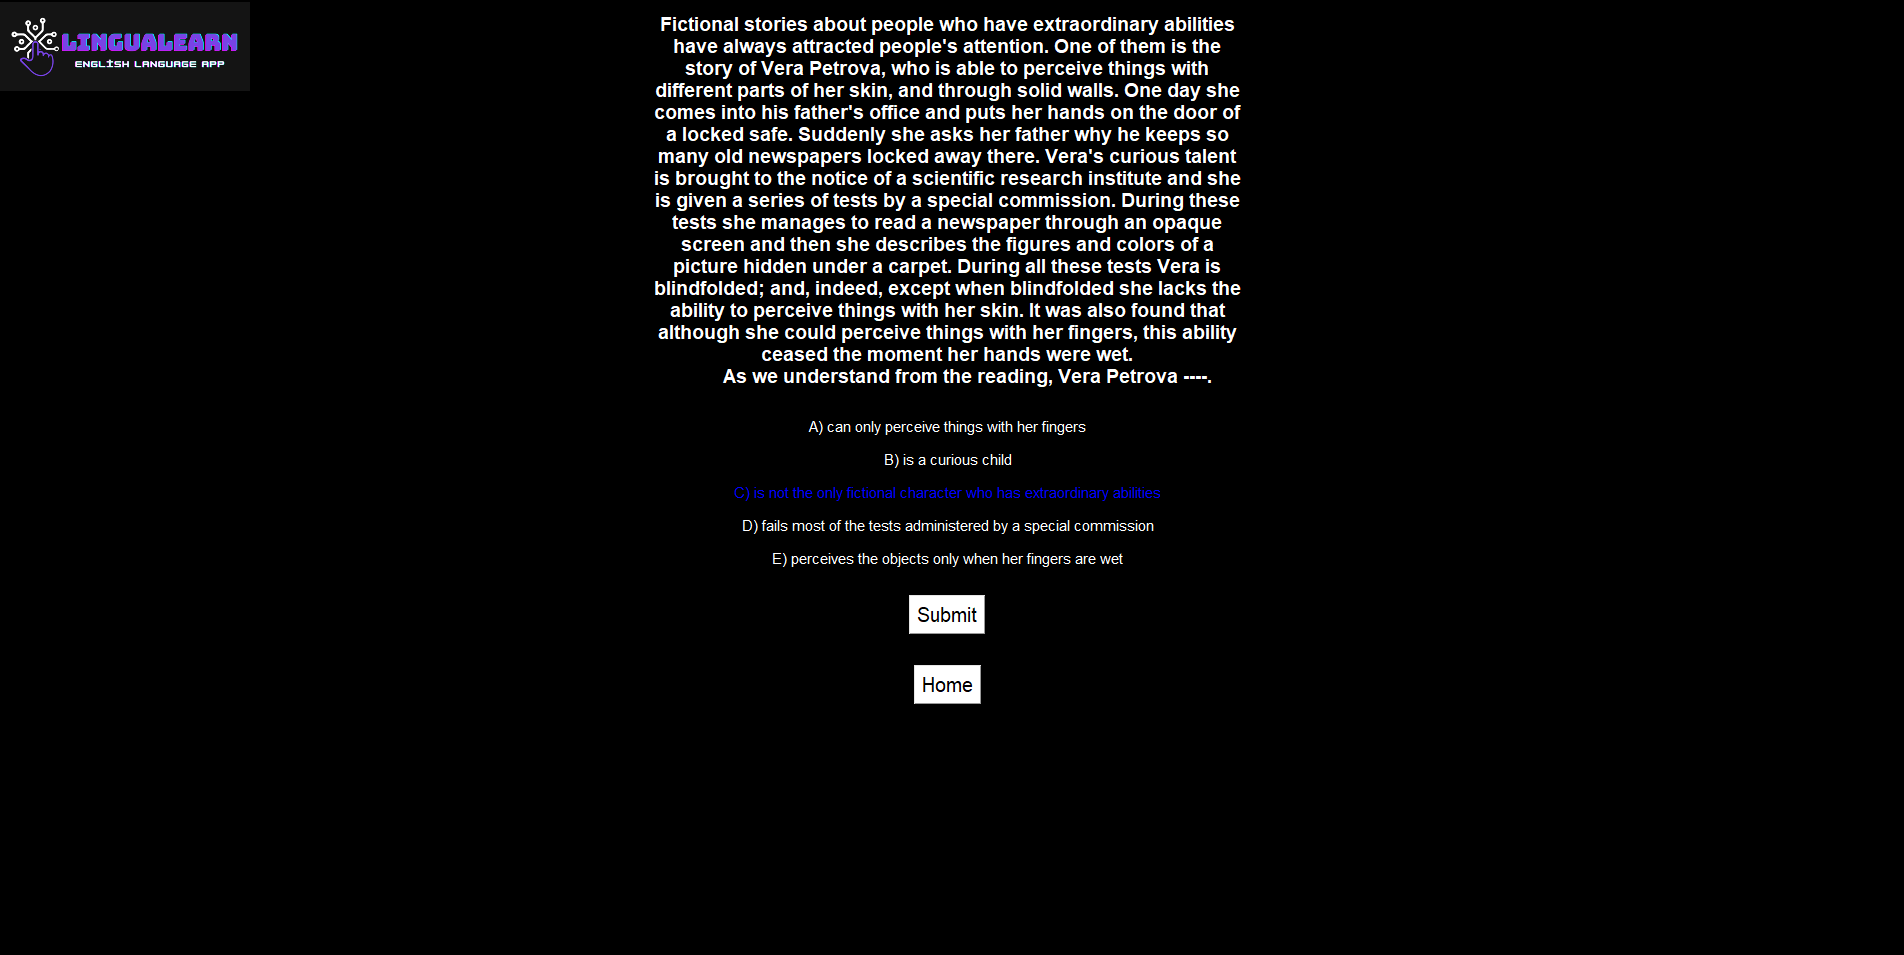 LINGUALEARN
ENGLISH LANGUAGE APP
Fictional stories about people who have extraordinary abilities
have always attracted people's attention. One of them is the
story of Vera Petrova, who is able to perceive things with
different parts of her skin, and through solid walls. One day she
comes into his father's office and puts her hands on the door of
a locked safe. Suddenly she asks her father why he keeps so
many old newspapers locked away there. Vera's curious talent
is brought to the notice of a scientific research institute and she
is given a series of tests by a special commission. During these
tests she manages to read a newspaper through an opaque
screen and then she describes the figures and colors of a
picture hidden under a carpet. During all these tests Vera is
blindfolded; and, indeed, except when blindfolded she lacks the
ability to perceive things with her skin. It was also found that
although she could perceive things with her fingers, this ability
ceased the moment her hands were wet.
As we understand from the reading, Vera Petrova ----.
A) can only perceive things with her fingers
B) is a curious child
C) is not the only fictional character who has extraordinary abilities
D) fails most of the tests administered by a special commission
E) perceives the objects only when her fingers are wet
Submit
Home